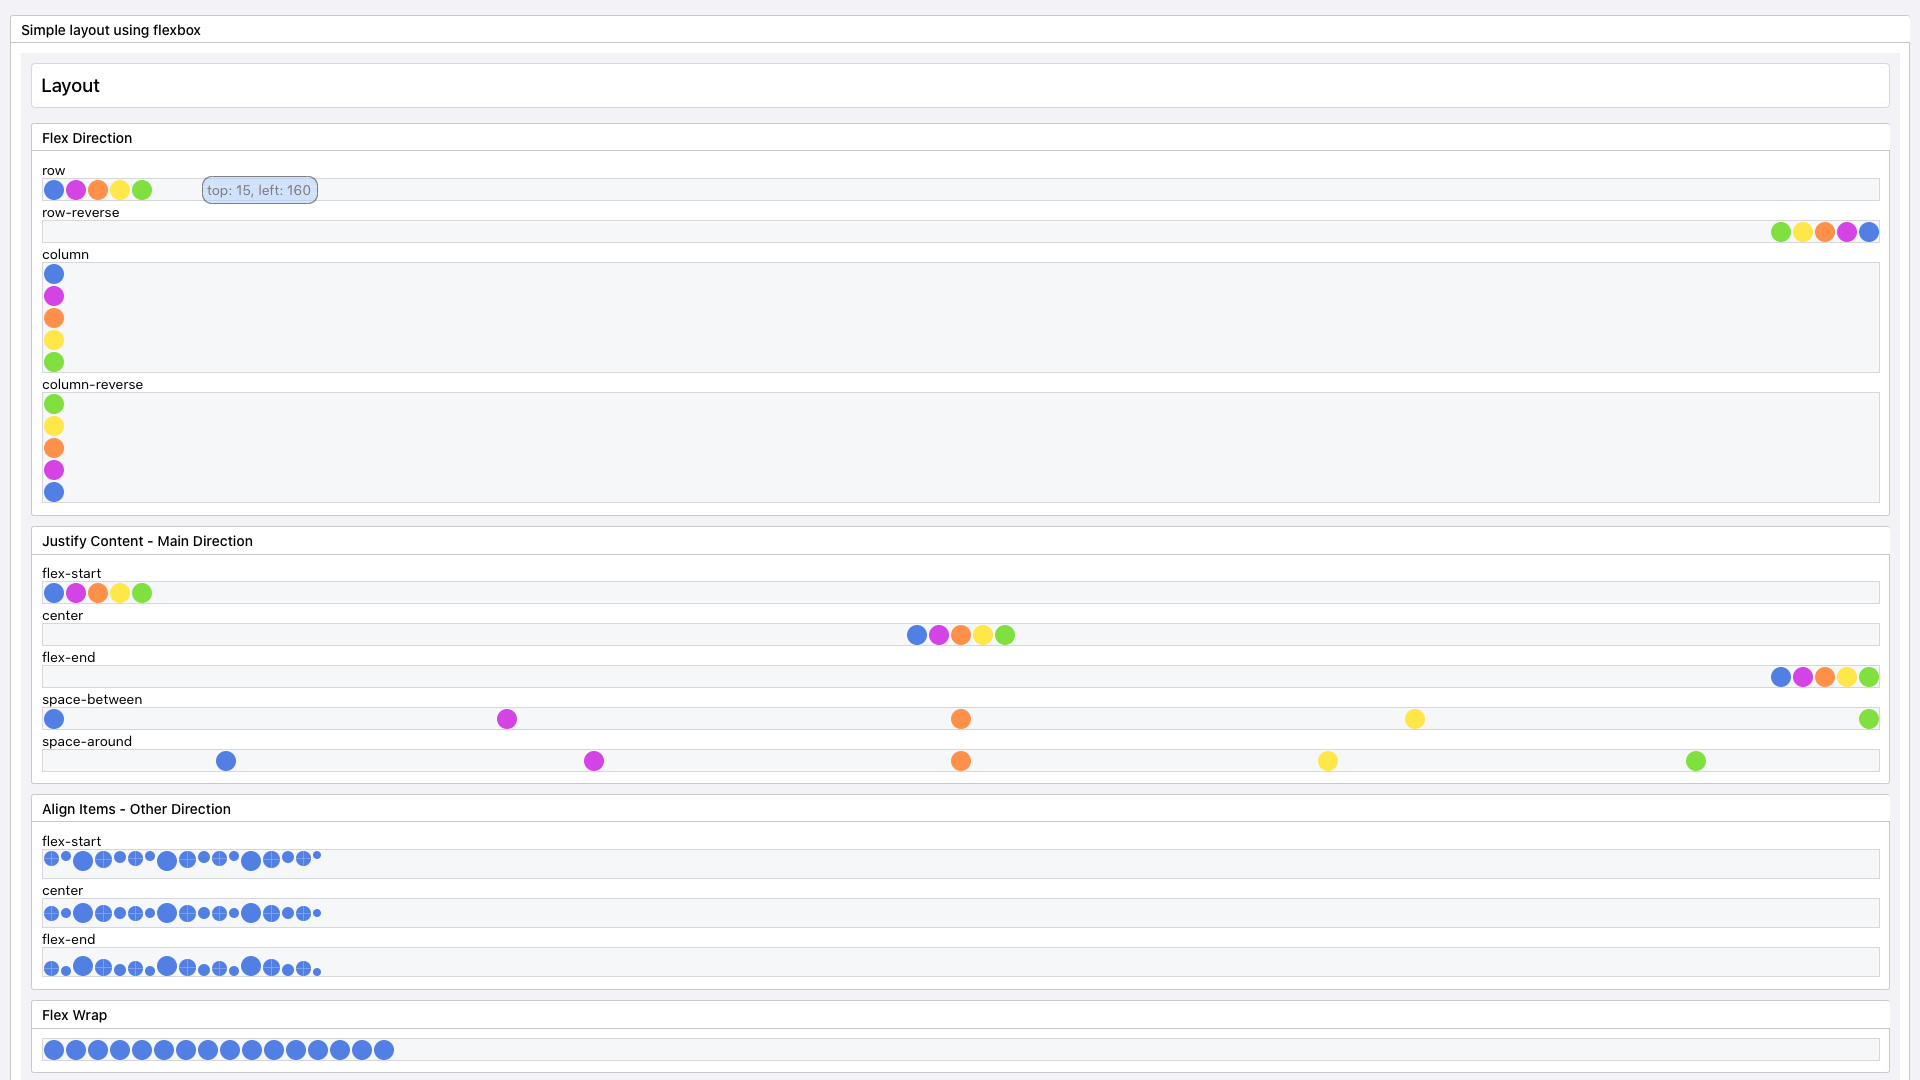 Simple layout using flexbox
Layout
Flex Direction
row
top: 15, left: 160
row-reverse
column
column-reverse
Justify Content - Main Direction
flex-start
center
flex-end
space-between
space-around
Align Items - Other Direction
flex-start
center
flex-end
Flex Wrap